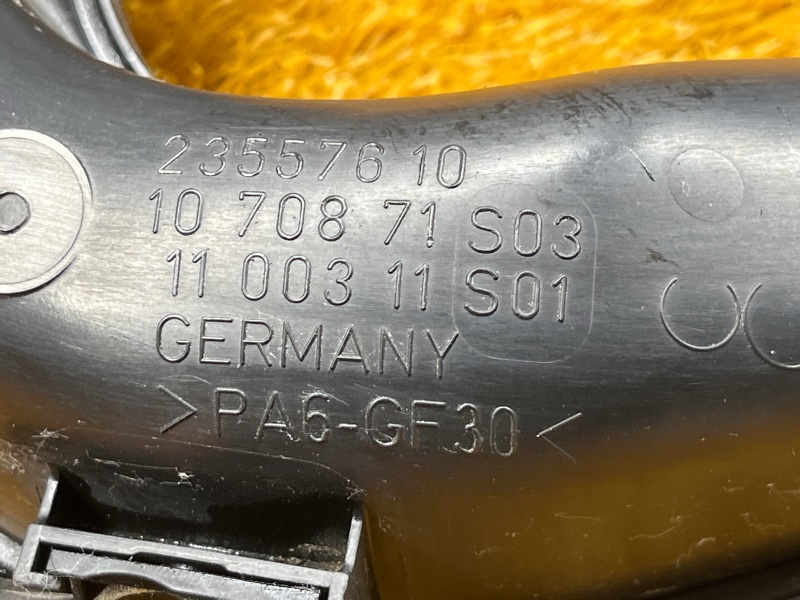 23557610
10 708 71 S03
11 003 11 S01
GERMANY
>PA6-GF30<